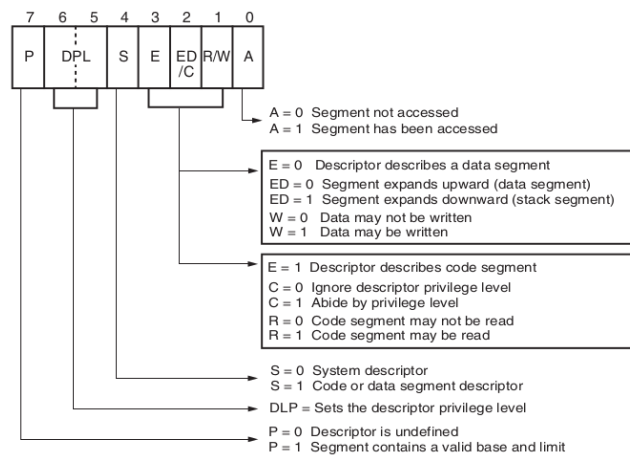 7 6 5 4 3 2 1 0
P DPL S E ED/C R/W A
A = 0 Segment not accessed
A = 1 Segment has been accessed
E = 0 Descriptor describes a data segment
ED = 0 Segment expands upward (data segment)
ED = 1 Segment expands downward (stack segment)
W = 0 Data may not be written
W = 1 Data may be written
E = 1 Descriptor describes code segment
C = 0 Ignore descriptor privilege level
C = 1 Abide by privilege level
R = 0 Code segment may not be read
R = 1 Code segment may be read
S = 0 System descriptor
S = 1 Code or data segment descriptor
DLP = Sets the descriptor privilege level
P = 0 Descriptor is undefined
P = 1 Segment contains a valid base and limit